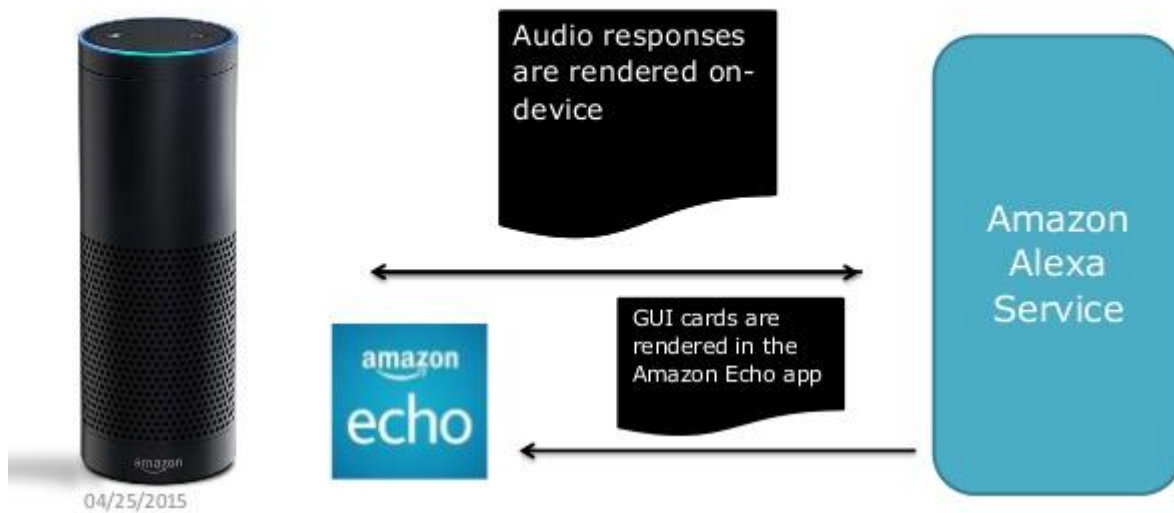 Audio responses
are rendered on-
device
Amazon
Alexa
Service
GUI cards are
rendered in the
Amazon Echo app
amazon
echo
amazon
04/25/2015